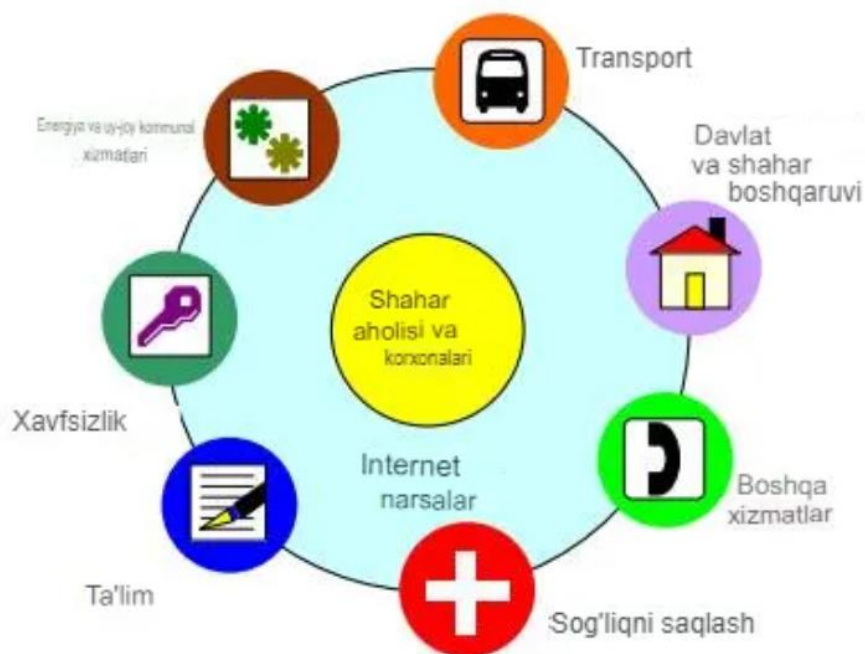 Transport
Energiya va uy-joy kommunal
xizmatlari
Davlat
va shahar
boshqaruvi
Shahar
aholisi va
korxonalari
Xavfsizlik
Internet
narsalar
Boshqa
xizmatlar
Ta'lim
Sog'liqni saqlash